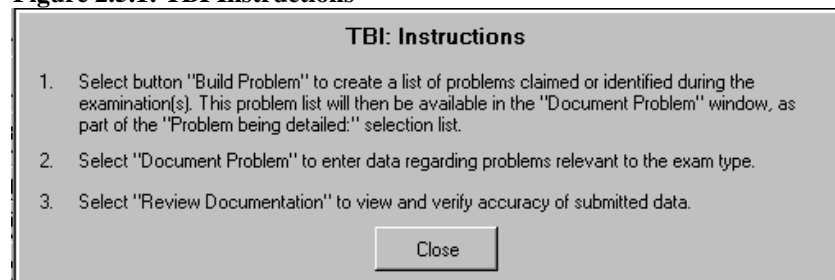 Figure 2.5.1: TBI Instructions
TBI: Instructions
1. Select button "Build Problem" to create a list of problems claimed or identified during the
examination(s). This problem list will then be available in the "Document Problem" window, as
part of the "Problem being detailed:" selection list.
2. Select "Document Problem" to enter data regarding problems relevant to the exam type.
3. Select "Review Documentation" to view and verify accuracy of submitted data.
Close